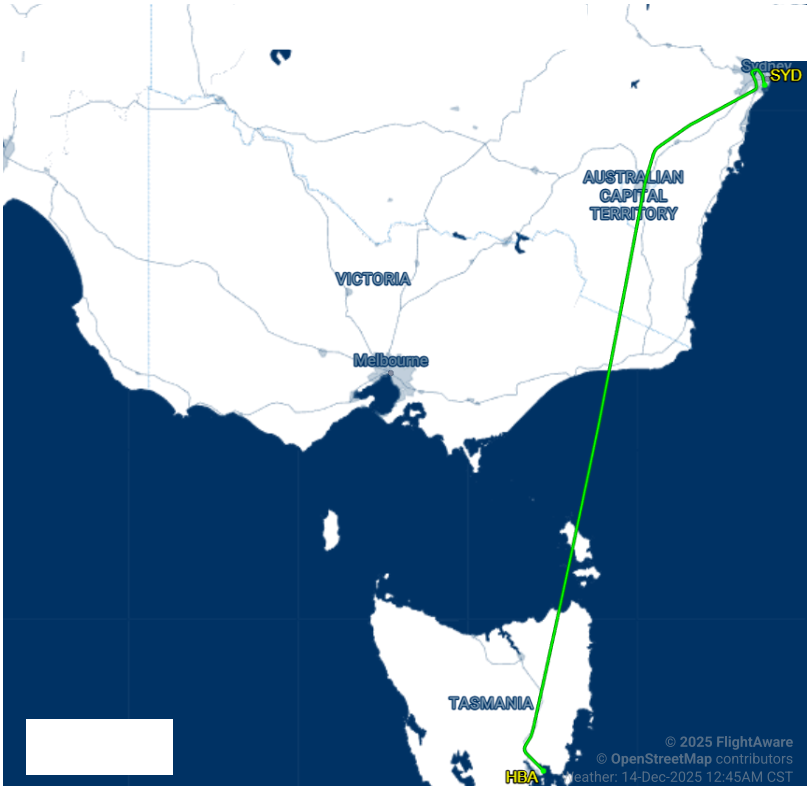 Sydney
SYD
AUSTRALIAN
CAPITAL
TERRITORY
VICTORIA
Melbourne
TASMANIA
© 2025 FlightAware
© OpenStreetMap contributors
HBA
Weather: 14-Dec-2025 12:45AM CST